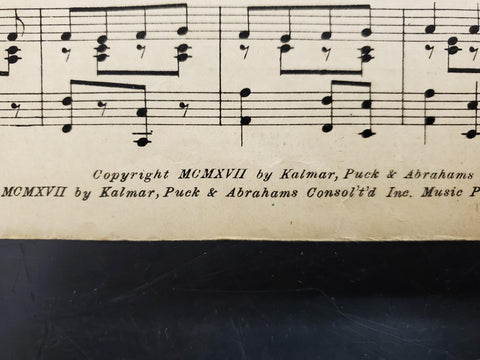 Copyright MCMXVII by Kalmar, Puck & Abrahams
MCMXVII by Kalmar, Puck & Abrahams Consol't'd Inc. Music P